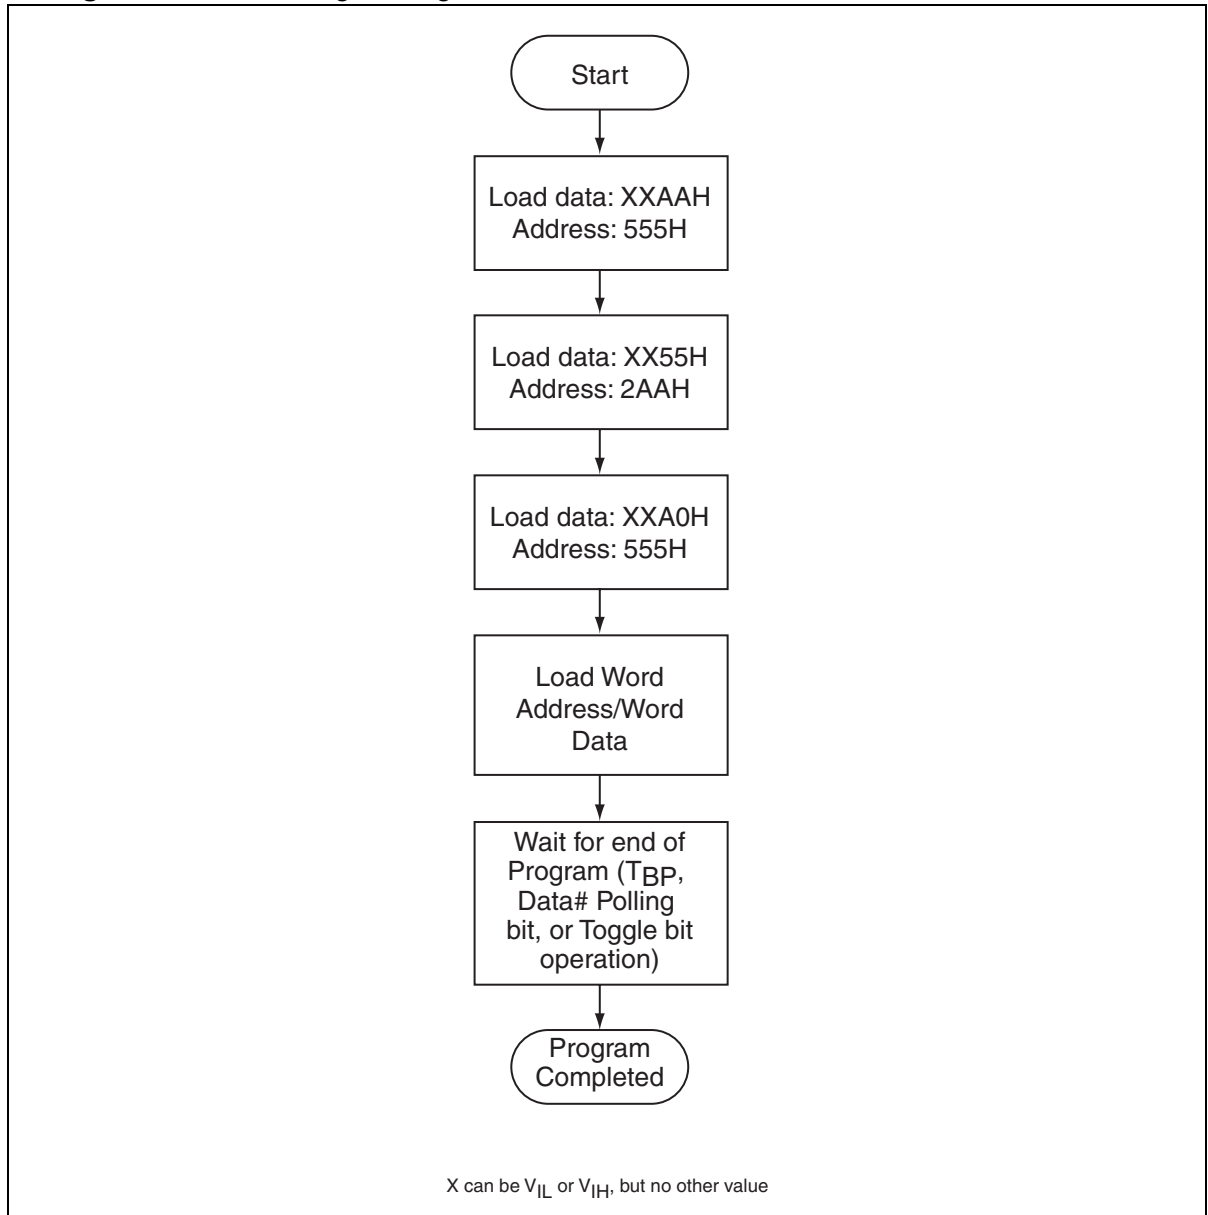 Start
Load data: XXAAH
Address: 555H
Load data: XX55H
Address: 2AAH
Load data: XXA0H
Address: 555H
Load Word
Address/Word
Data
Wait for end of
Program (TBP,
Data# Polling
bit, or Toggle bit
operation)
Program
Completed
X can be VIL or VIH, but no other value